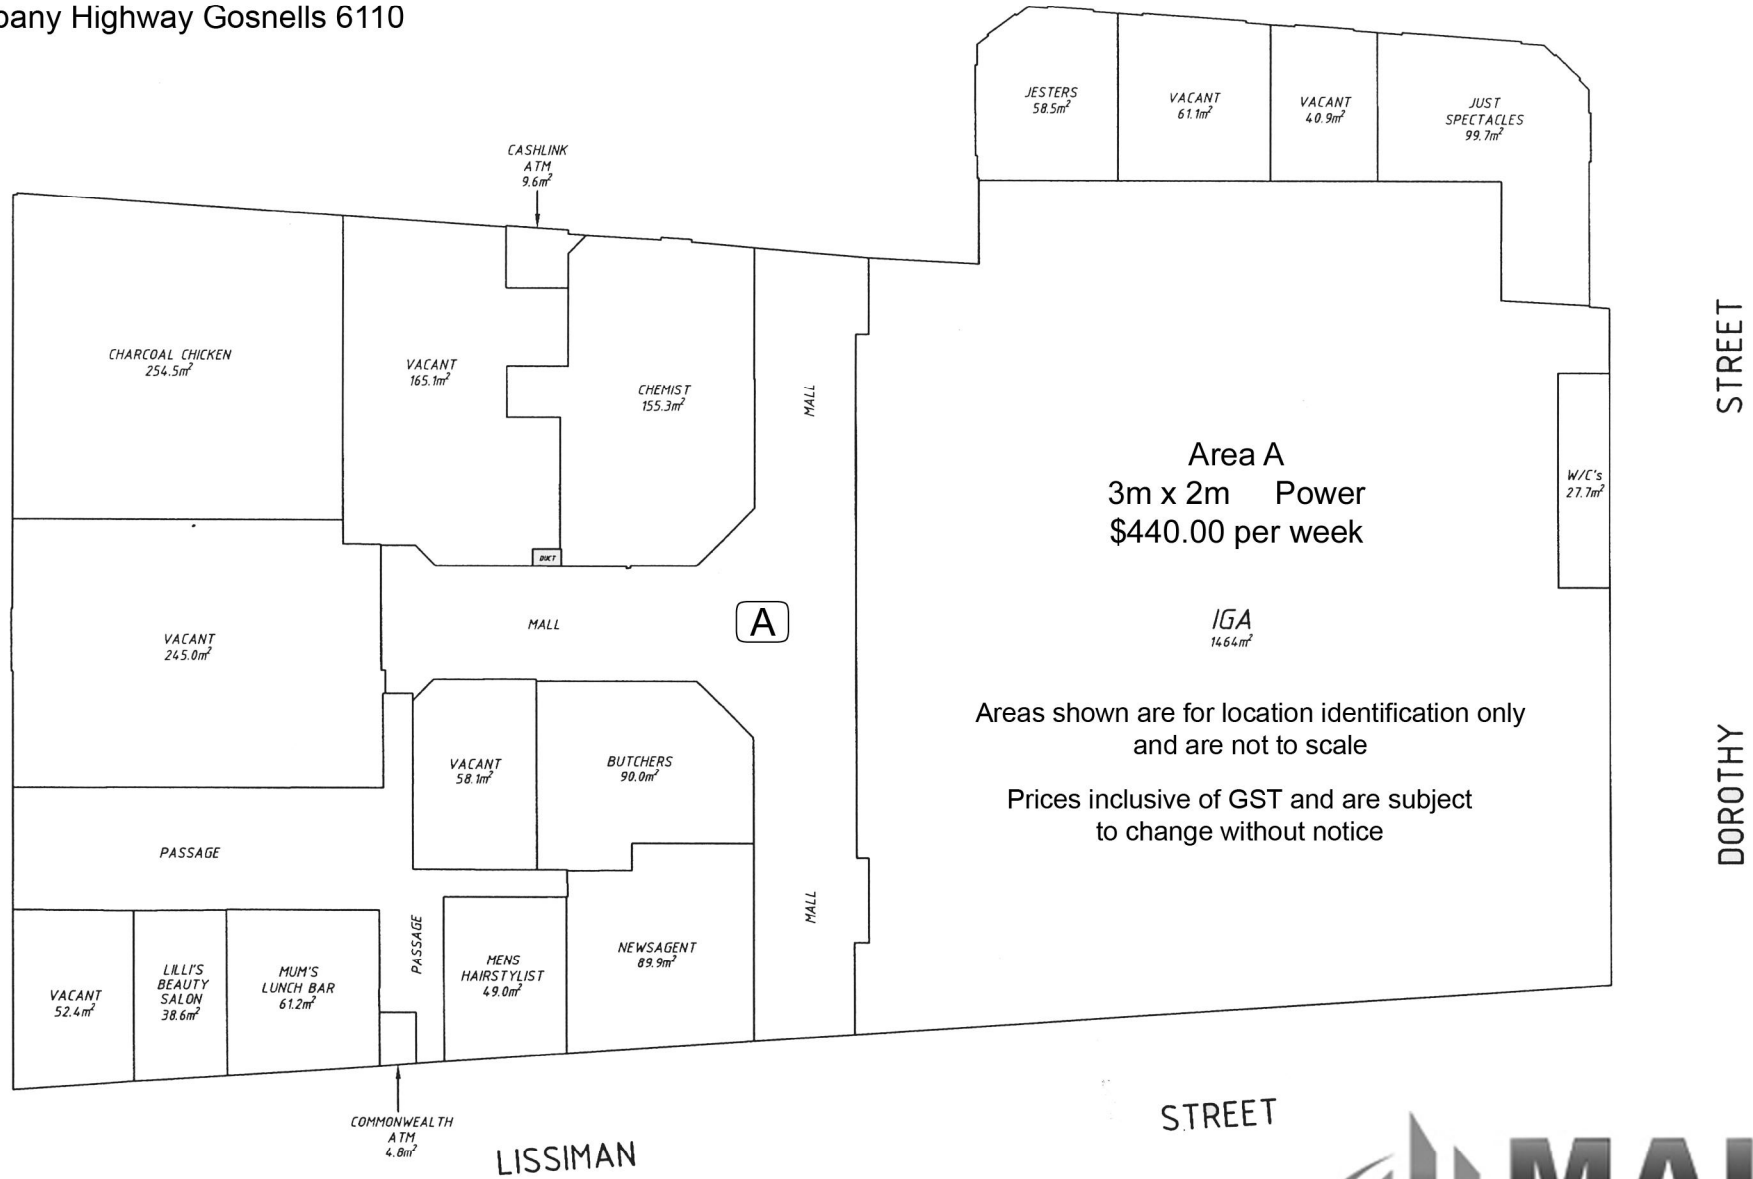 bany Highway Gosnells 6110
JESTERS
58.5m²
VACANT
61.1m²
VACANT
40.9m²
JUST
SPECTACLES
99.7m²
CASHLINK
ATM
9.6m²
CHARCOAL CHICKEN
254.5m²
VACANT
165.1m²
CHEMIST
155.3m²
MALL
DUCT
Area A
3m x 2m Power
$440.00 per week
W/C's
27.7m²
STREET
DOROTHY
VACANT
245.0m²
MALL
A
IGA
1464m²
Areas shown are for location identification only
and are not to scale
Prices inclusive of GST and are subject
to change without notice
VACANT
58.1m²
BUTCHERS
90.0m²
PASSAGE
PASSAGE
MALL
VACANT
52.4m²
LILLI'S
BEAUTY
SALON
38.6m²
MUM'S
LUNCH BAR
61.2m²
MENS
HAIRSTYLIST
49.0m²
NEWSAGENT
89.9m²
COMMONWEALTH
ATM
4.8m²
LISSIMAN
STREET